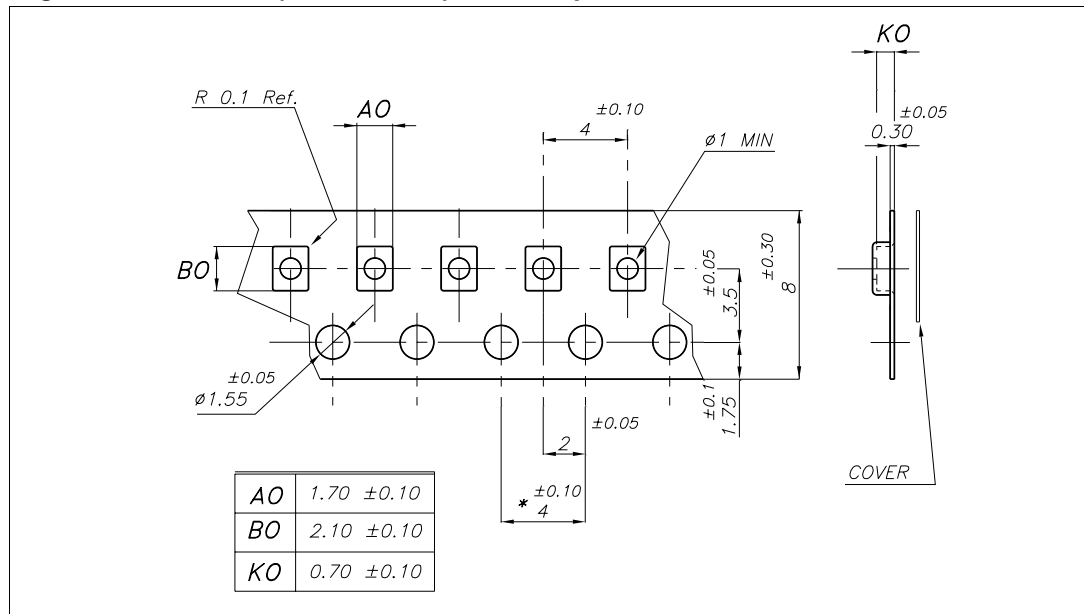 KO
R 0.1 Ref.
AO
±0.10
4
ø1 MIN
±0.05
0.30
BO
±0.05
3.5
±0.30
8
±0.05
ø1.55
±0.1
1.75
±0.05
2
±0.10
* 4
COVER
AO 1.70 ±0.10
BO 2.10 ±0.10
KO 0.70 ±0.10